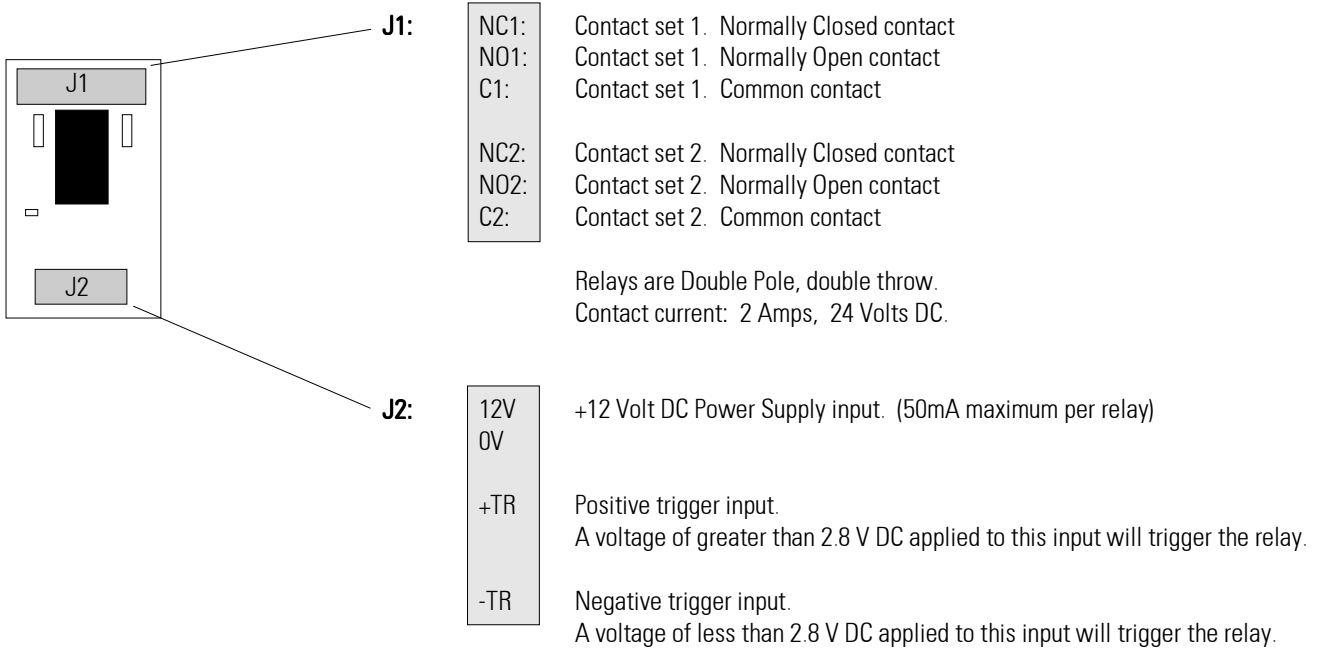 J1:
NC1: Contact set 1. Normally Closed contact
NO1: Contact set 1. Normally Open contact
C1: Contact set 1. Common contact
NC2: Contact set 2. Normally Closed contact
NO2: Contact set 2. Normally Open contact
C2: Contact set 2. Common contact
Relays are Double Pole, double throw.
Contact current: 2 Amps, 24 Volts DC.
J1
J2
J2:
12V +12 Volt DC Power Supply input. (50mA maximum per relay)
0V
+TR Positive trigger input.
A voltage of greater than 2.8 V DC applied to this input will trigger the relay.
-TR Negative trigger input.
A voltage of less than 2.8 V DC applied to this input will trigger the relay.